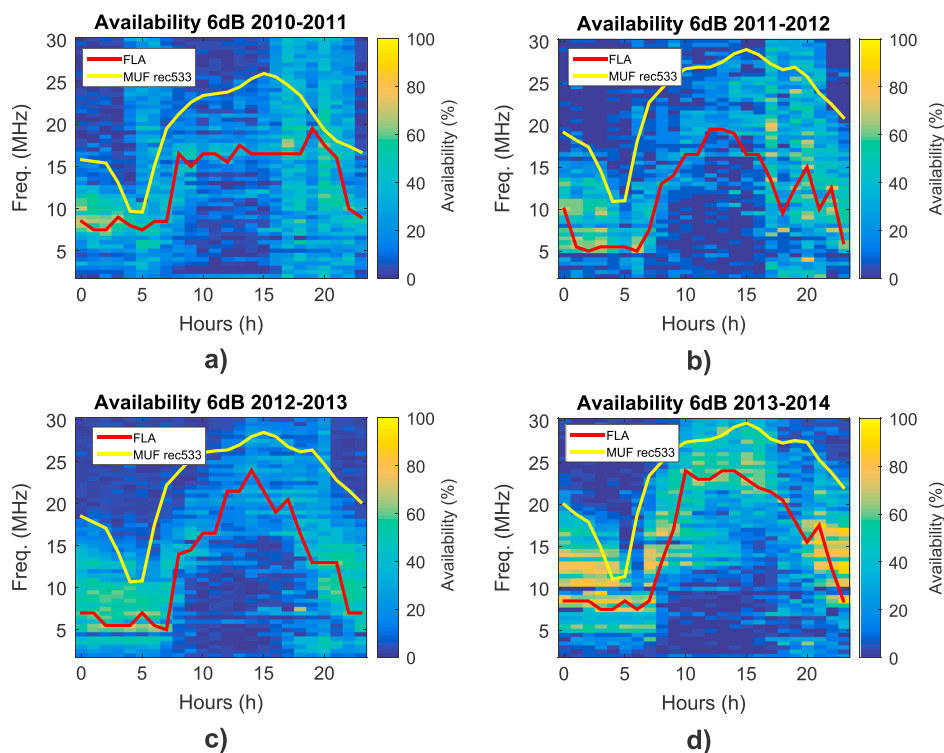 Availability 6dB 2010-2011
30
25
20
15
10
5
Freq. (MHz)
FLA
MUF rec533
0 5 10 15 20
Hours (h)
100
80
60
40
20
0
Availability (%)
a)
Availability 6dB 2011-2012
30
25
20
15
10
5
Freq. (MHz)
FLA
MUF rec533
0 5 10 15 20
Hours (h)
100
80
60
40
20
0
Availability (%)
b)
Availability 6dB 2012-2013
30
25
20
15
10
5
Freq. (MHz)
FLA
MUF rec533
0 5 10 15 20
Hours (h)
100
80
60
40
20
0
Availability (%)
c)
Availability 6dB 2013-2014
30
25
20
15
10
5
Freq. (MHz)
FLA
MUF rec533
0 5 10 15 20
Hours (h)
100
80
60
40
20
0
Availability (%)
d)